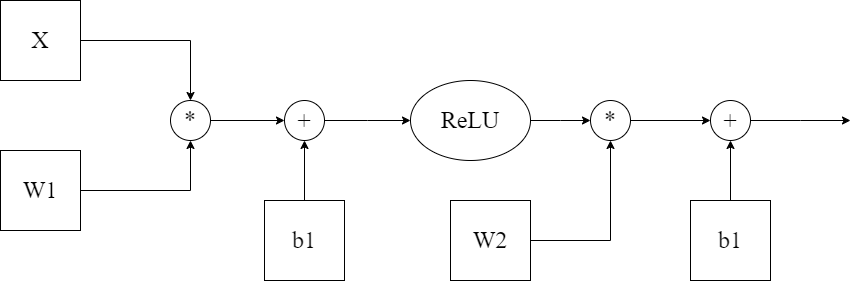 X
*
+
ReLU
*
+
W1
b1
W2
b1